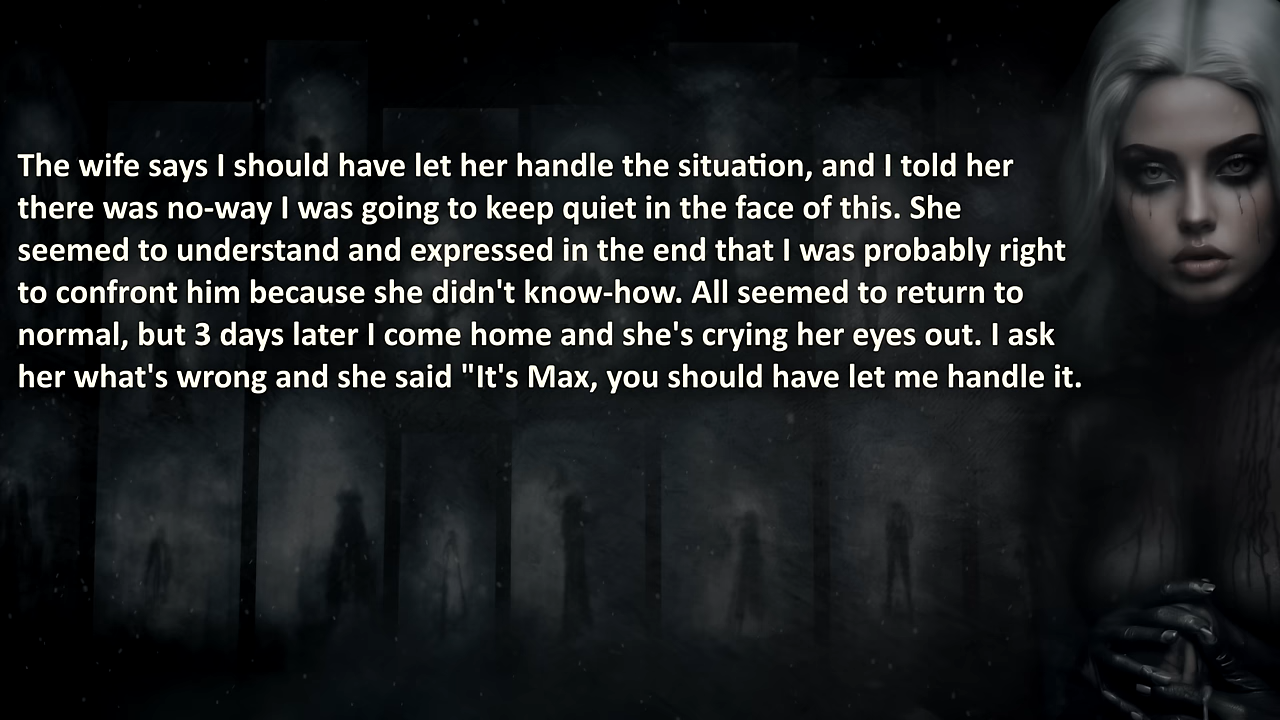 The wife says I should have let her handle the situation, and I told her
there was no-way I was going to keep quiet in the face of this. She
seemed to understand and expressed in the end that I was probably right
to confront him because she didn't know-how. All seemed to return to
normal, but 3 days later I come home and she's crying her eyes out. I ask
her what's wrong and she said "It's Max, you should have let me handle it.